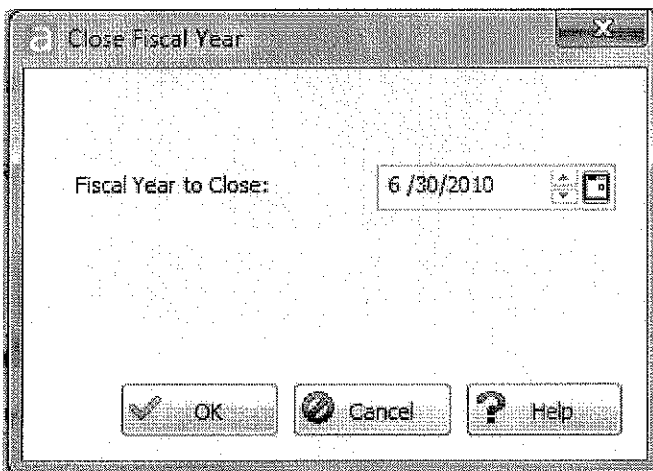 a Close Fiscal Year
Fiscal Year to Close: 6 /30/2010
OK Cancel ? Help